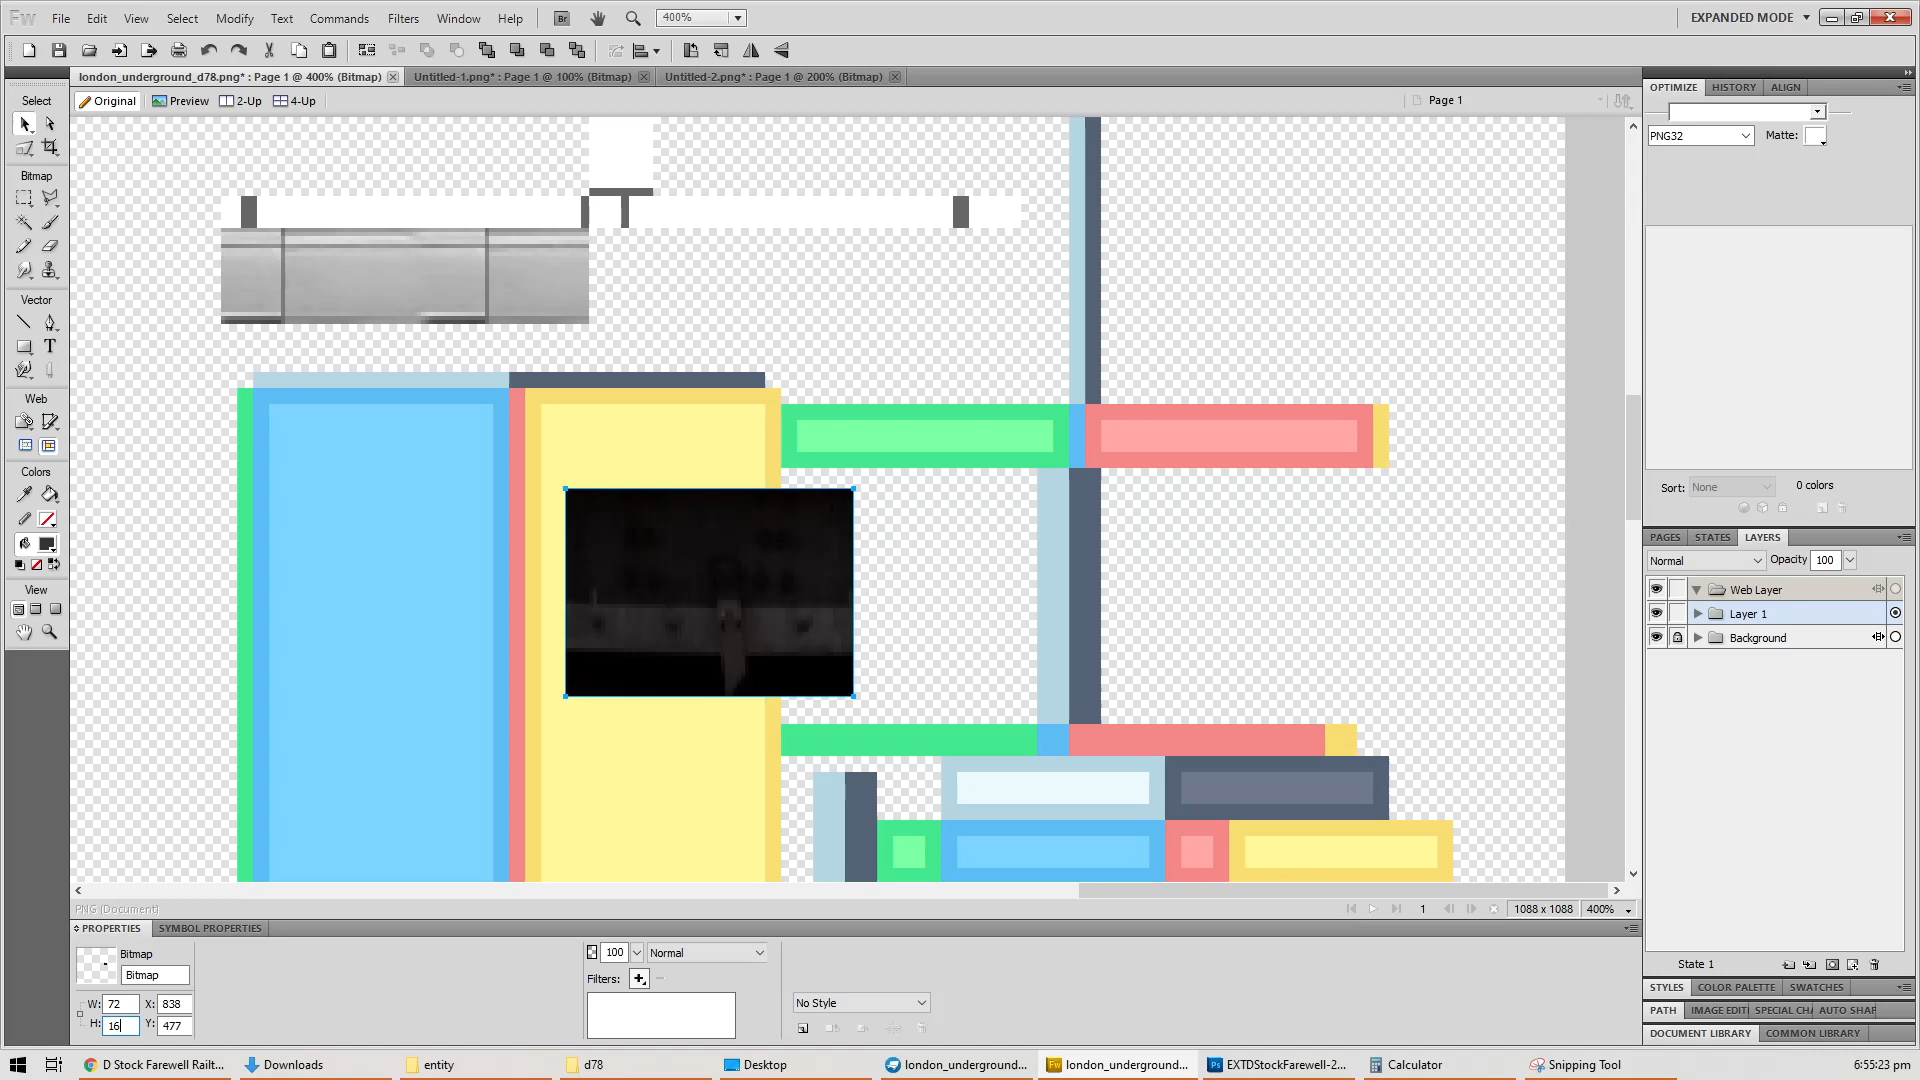 Fw File Edit View Select Modify Text Commands Filters Window Help Br 400% EXPANDED MODE
london_underground_d78.png* : Page 1 @ 400% (Bitmap) Untitled-1.png* : Page 1 @ 100% (Bitmap) Untitled-2.png* : Page 1 @ 200% (Bitmap)
Original Preview 2-Up 4-Up Page 1
Select
Bitmap
Vector
T
Web
Colors
View
OPTIMIZE HISTORY ALIGN
PNG32 Matte:
Sort: None 0 colors
PAGES STATES LAYERS
Normal Opacity 100
Web Layer
Layer 1
Background
State 1
STYLES COLOR PALETTE SWATCHES
PATH IMAGE EDIT SPECIAL CHA AUTO SHAP
DOCUMENT LIBRARY COMMON LIBRARY
PNG (Document) 1 1088 x 1088 400%
PROPERTIES SYMBOL PROPERTIES
Bitmap
Bitmap
W: 72 X: 838
H: 16 Y: 477
100 Normal
Filters:
No Style
D Stock Farewell Railt... Downloads entity d78 Desktop london_underground... Fw london_underground... Ps EXTDStockFarewell-2... Calculator Snipping Tool 6:55:23 pm